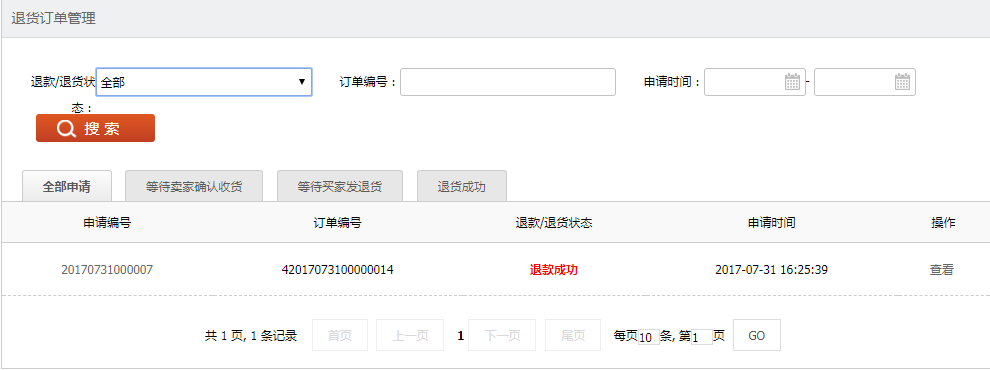 退货订单管理
退款/退货状态： 全部 订单编号： 申请时间： -
搜 索
全部申请 等待卖家确认收货 等待买家发退货 退货成功
申请编号 订单编号 退款/退货状态 申请时间 操作
20170731000007 42017073100000014 退款成功 2017-07-31 16:25:39 查看
共 1 页, 1 条记录 首页 上一页 1 下一页 尾页 每页10条, 第1页 GO